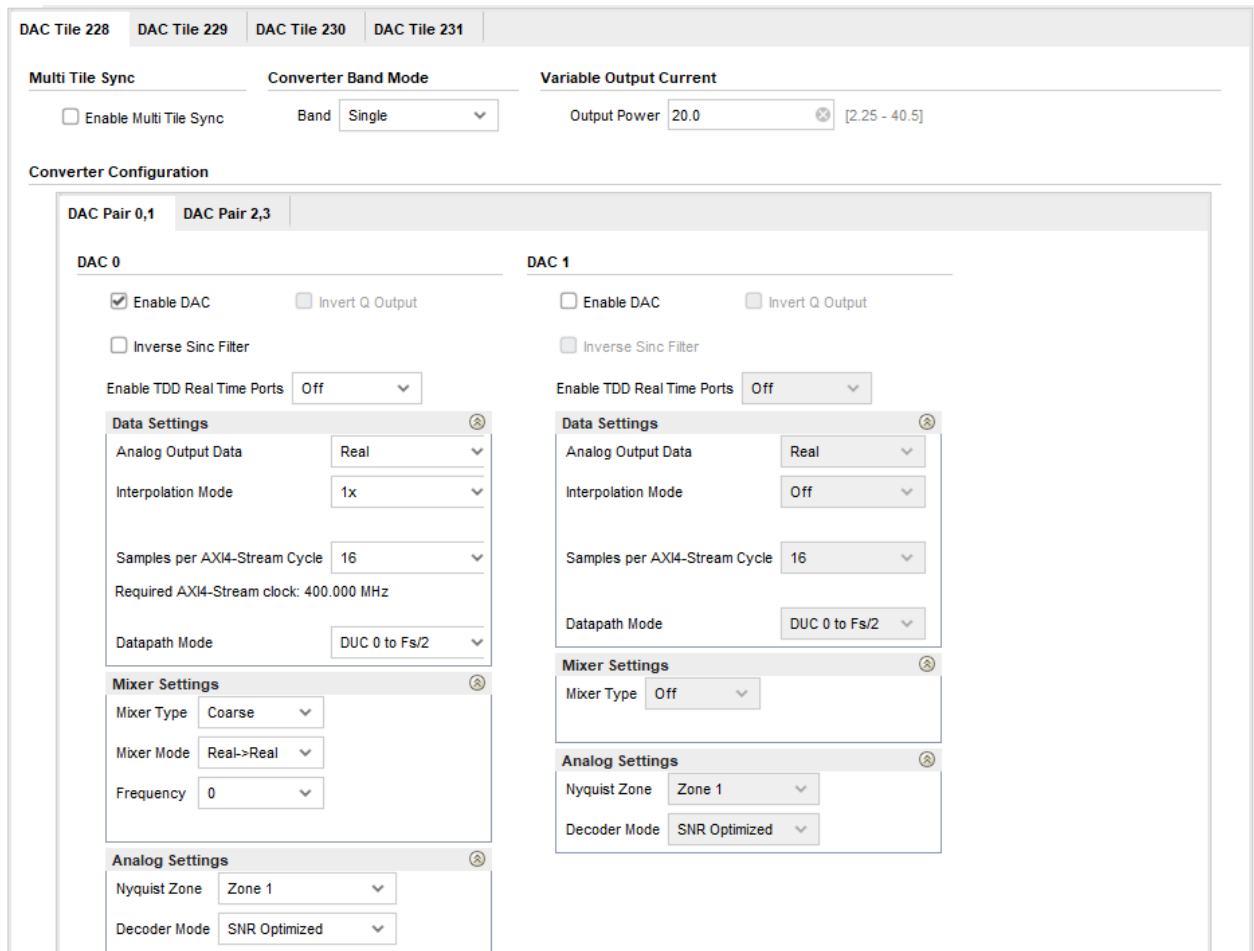 DAC Tile 228 DAC Tile 229 DAC Tile 230 DAC Tile 231
Multi Tile Sync Converter Band Mode Variable Output Current
Enable Multi Tile Sync Band Single Output Power 20.0 [2.25 - 40.5]
Converter Configuration
DAC Pair 0,1 DAC Pair 2,3
DAC 0 DAC 1
Enable DAC Invert Q Output Enable DAC Invert Q Output
Inverse Sinc Filter Inverse Sinc Filter
Enable TDD Real Time Ports Off Enable TDD Real Time Ports Off
Data Settings Data Settings
Analog Output Data Real Analog Output Data Real
Interpolation Mode 1x Interpolation Mode Off
Samples per AXI4-Stream Cycle 16 Samples per AXI4-Stream Cycle 16
Required AXI4-Stream clock: 400.000 MHz
Datapath Mode DUC 0 to Fs/2
Datapath Mode DUC 0 to Fs/2
Mixer Settings
Mixer Settings
Mixer Type Off
Mixer Type Coarse
Mixer Mode Real->Real
Analog Settings
Frequency 0 Nyquist Zone Zone 1
Decoder Mode SNR Optimized
Analog Settings
Nyquist Zone Zone 1
Decoder Mode SNR Optimized